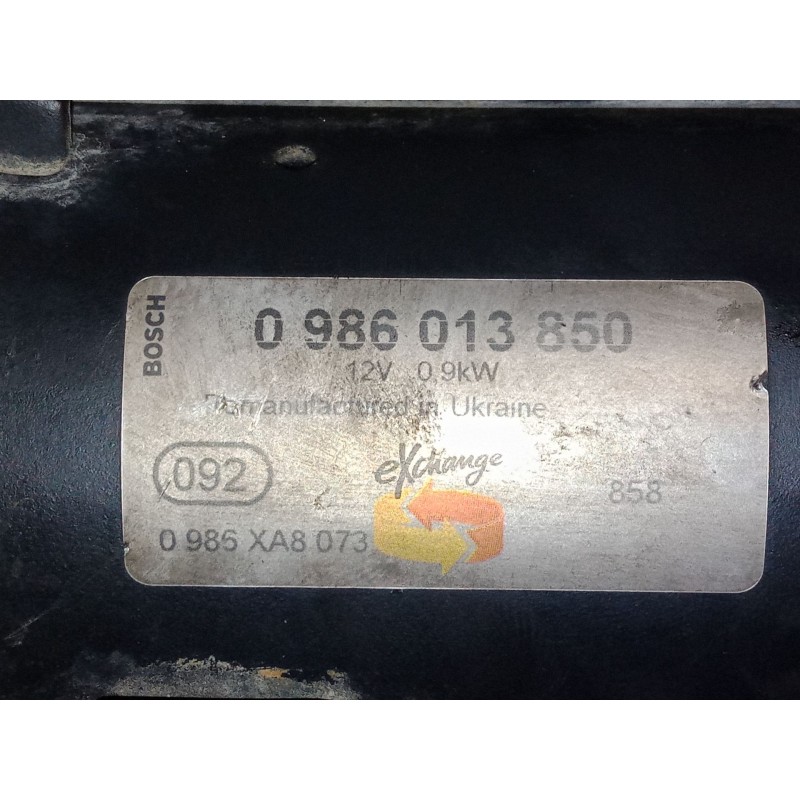 BOSCH
0 986 013 850
12V 0,9kW
Remanufactured in Ukraine
092
eXchange
858
0 986 XA8 073